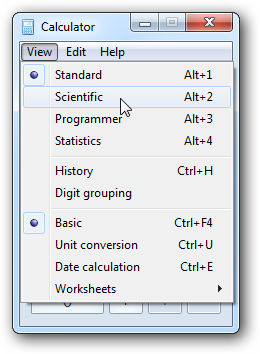 Calculator
View Edit Help
Standard Alt+1
Scientific Alt+2
Programmer Alt+3
Statistics Alt+4
History Ctrl+H
Digit grouping
Basic Ctrl+F4
Unit conversion Ctrl+U
Date calculation Ctrl+E
Worksheets